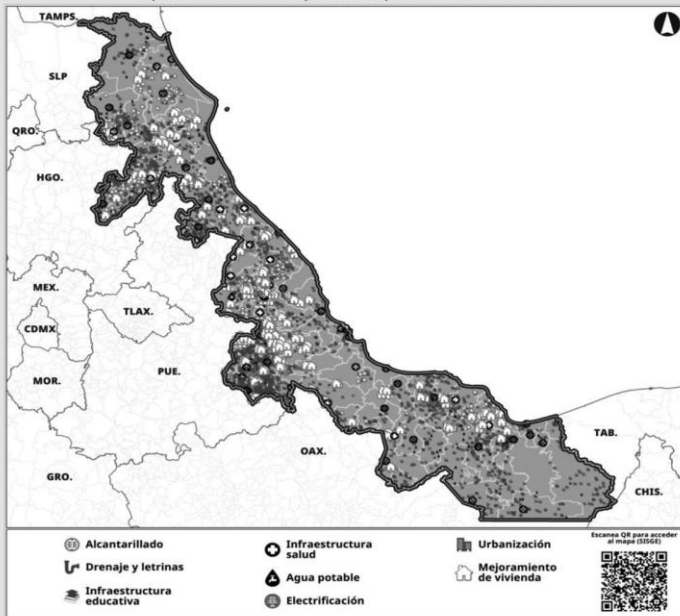 TAMPS.
SLP
QRO.
HGO.
MEX.
TLAX.
CDMX
MOR.
PUE.
GRO.
OAX.
TAB.
CHIS.
Alcantarillado
Drenaje y letrinas
Infraestructura
educativa
Infraestructura
salud
Agua potable
Electrificación
Urbanización
Mejoramiento
de vivienda
Escanea QR para acceder
al mapa (SISGE)